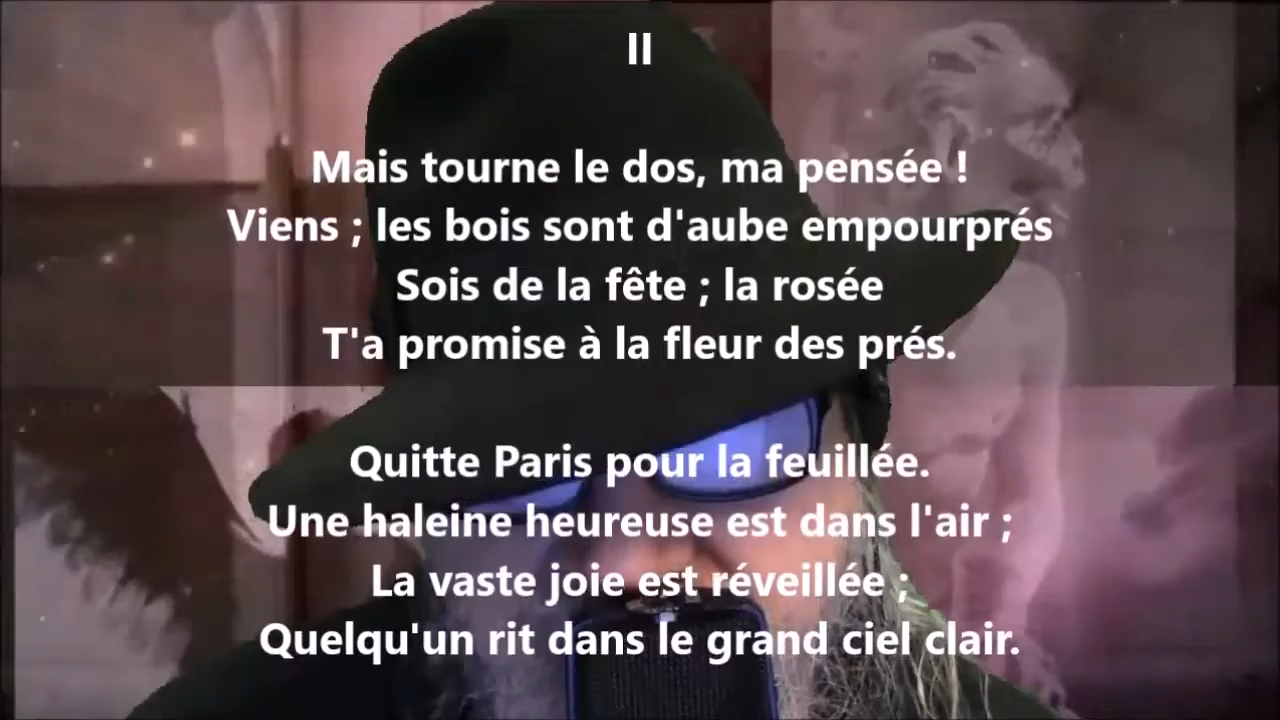 II
Mais tourne le dos, ma pensée !
Viens ; les bois sont d'aube empourprés
Sois de la fête ; la rosée
T'a promise à la fleur des prés.
Quitte Paris pour la feuillée.
Une haleine heureuse est dans l'air ;
La vaste joie est réveillée ;
Quelqu'un rit dans le grand ciel clair.